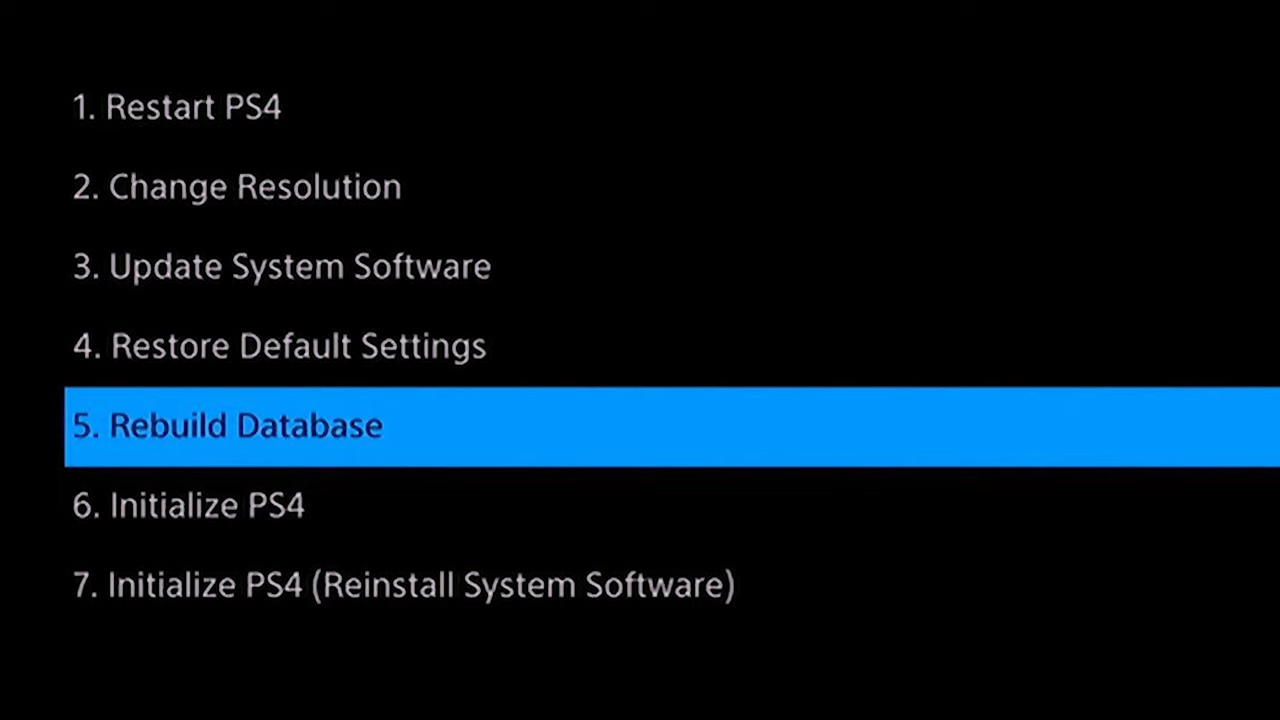 1. Restart PS4
2. Change Resolution
3. Update System Software
4. Restore Default Settings
5. Rebuild Database
6. Initialize PS4
7. Initialize PS4 (Reinstall System Software)